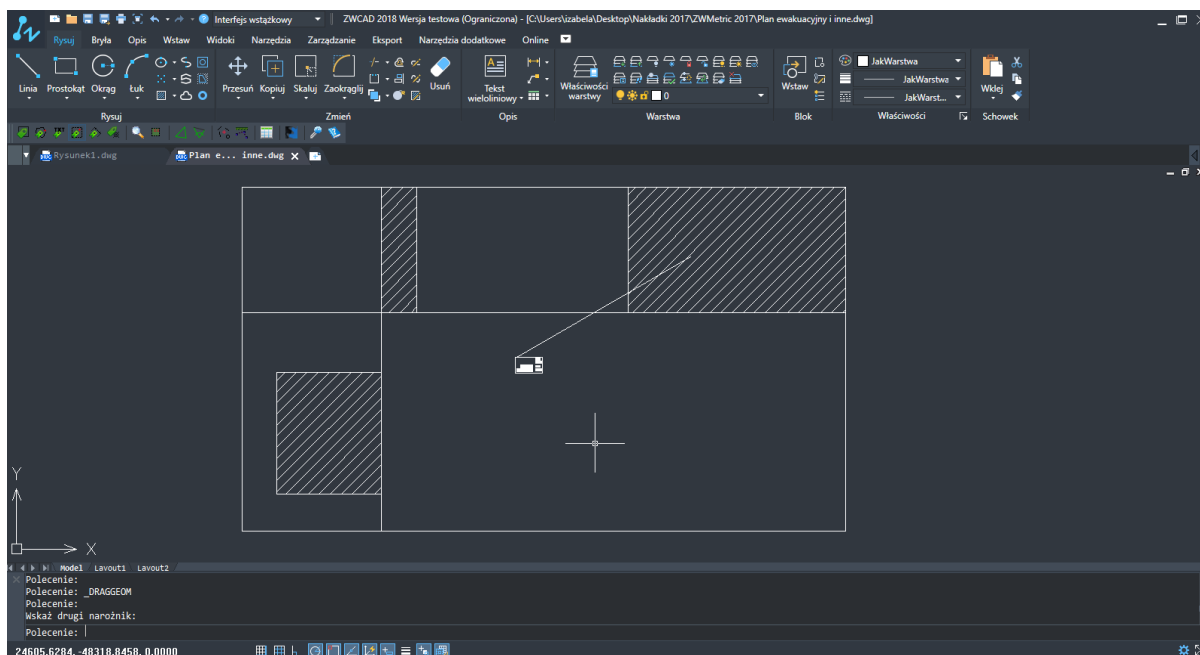 Interfejs wstążkowy ZWCAD 2018 Wersja testowa (Ograniczona) - [C:\Users\izabela\Desktop\Nakładki 2017\ZWMetric 2017\Plan ewakuacyjny i inne.dwg]
Rysuj Bryła Opis Wstaw Widoki Narzędzia Zarządzanie Eksport Narzędzia dodatkowe Online
JakWarstwa
JakWarstwa
JakWarst...
0
Linia Prostokąt Okrąg Łuk Przesuń Kopiuj Skaluj Zaokrąglij Usuń Tekst wieloliniowy Właściwości warstwy Wstaw Wklej
Rysuj Zmień Opis Warstwa Blok Właściwości Schowek
Rysunek1.dwg Plan e... inne.dwg
Y
X
Model Layout1 Layout2
Polecenie:
Polecenie: _DRAGGEOM
Polecenie:
Wskaż drugi narożnik:
Polecenie:
24605.6284, -48318.8458, 0.0000